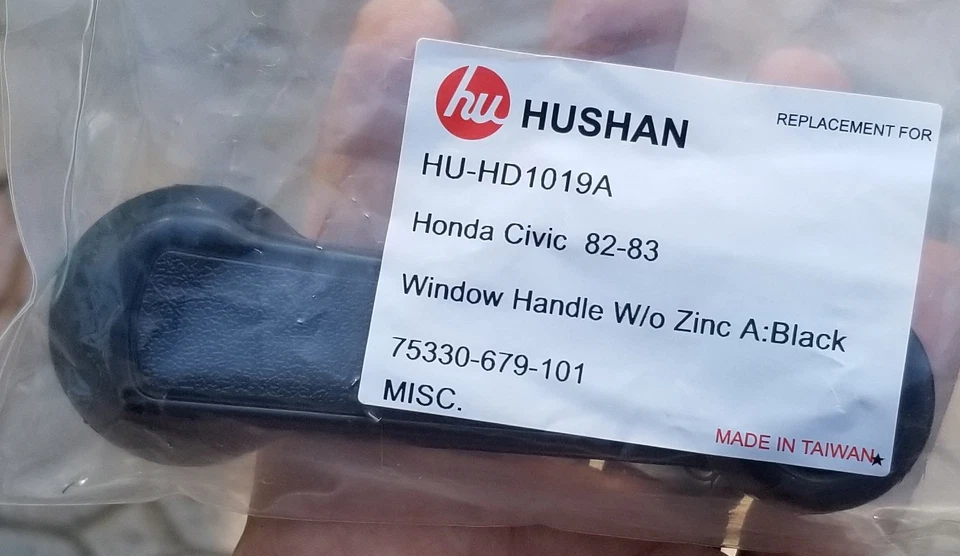 hu HUSHAN
REPLACEMENT FOR
HU-HD1019A
Honda Civic 82-83
Window Handle W/o Zinc A:Black
75330-679-101
MISC.
MADE IN TAIWAN★